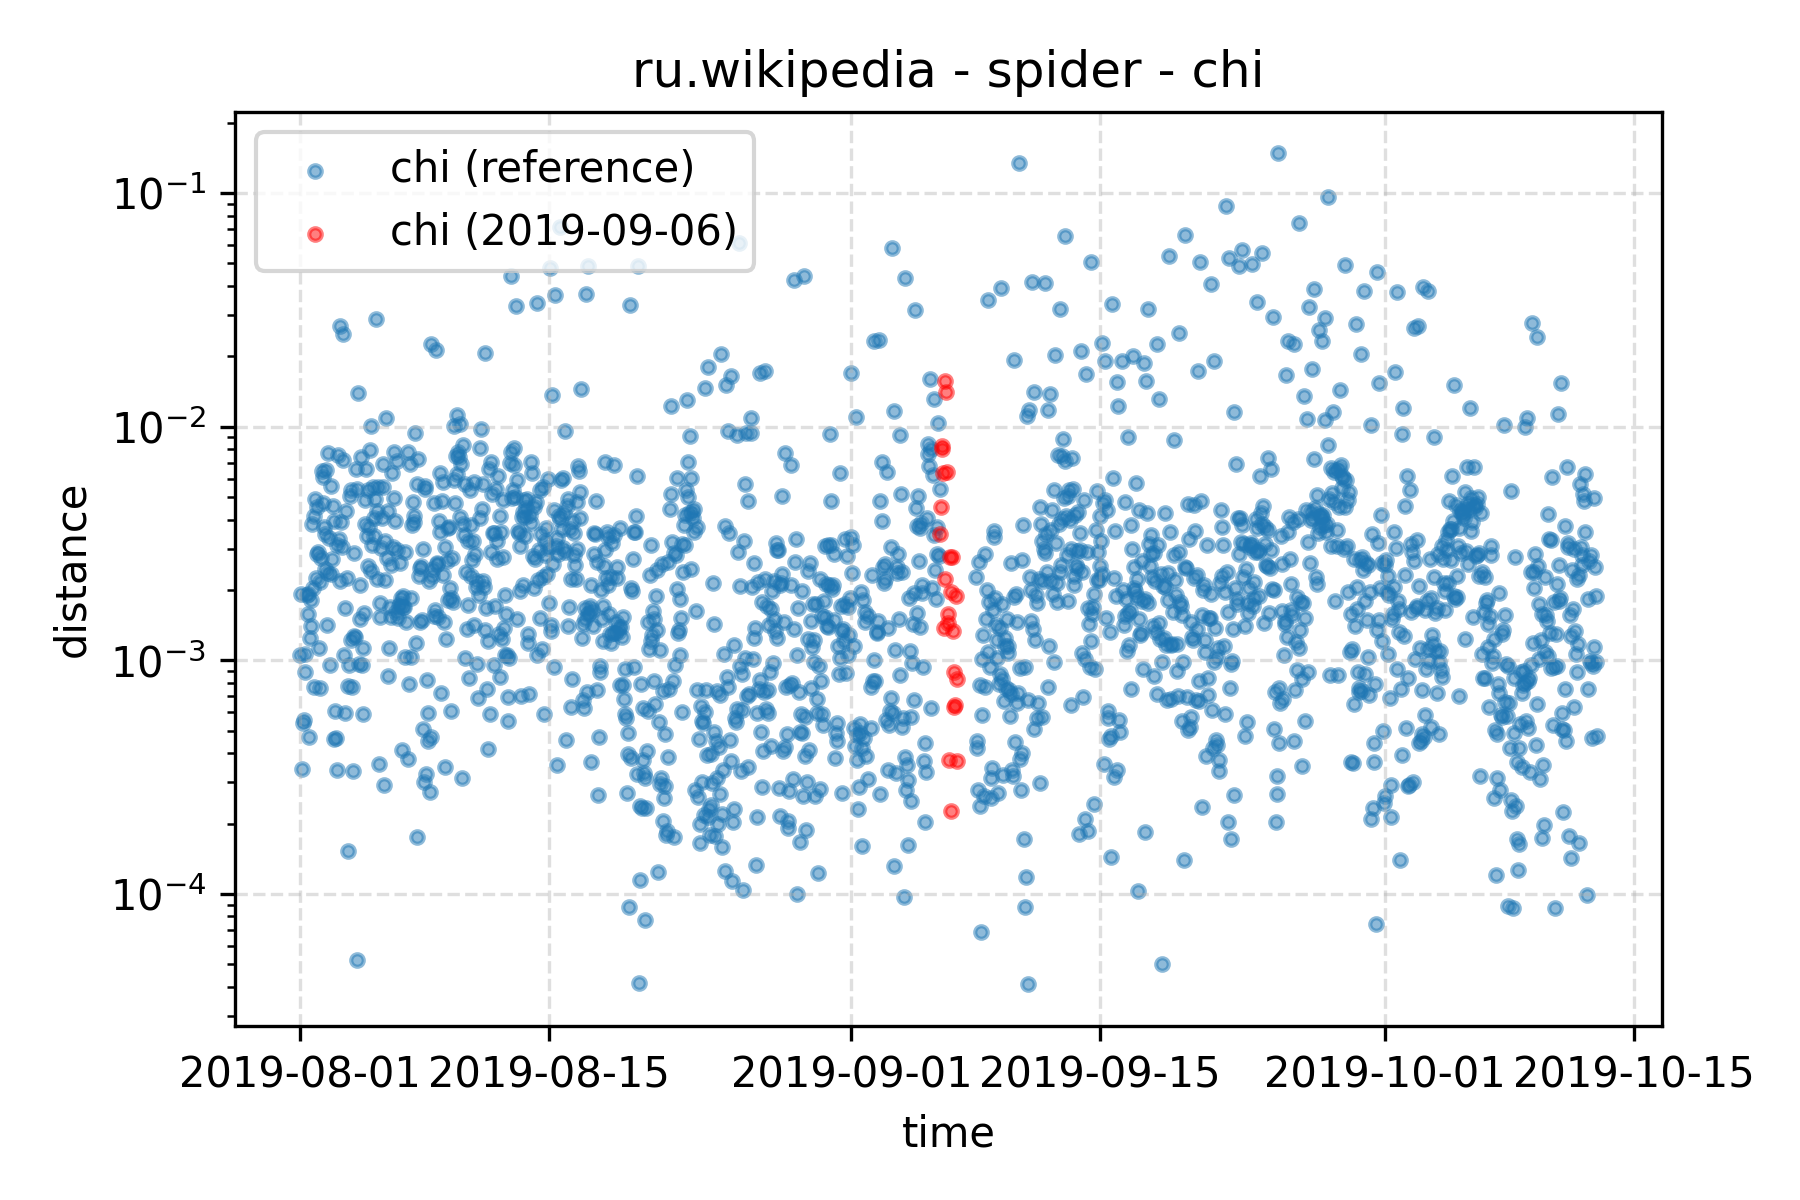 ru.wikipedia - spider - chi
chi (reference)
chi (2019-09-06)
10⁻¹
10⁻²
10⁻³
10⁻⁴
distance
2019-08-01 2019-08-15 2019-09-01 2019-09-15 2019-10-01 2019-10-15
time